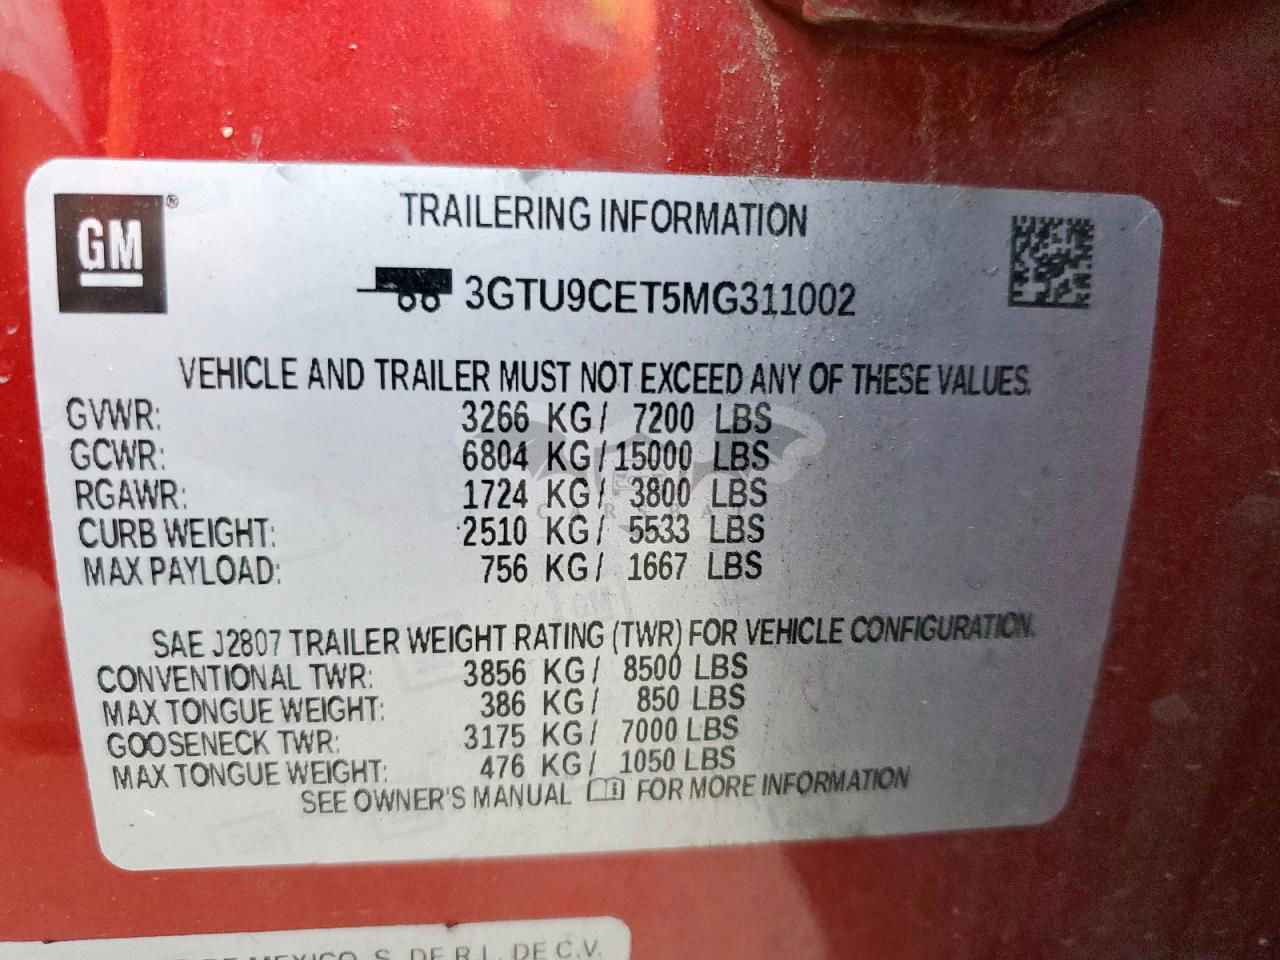 GM ®
TRAILERING INFORMATION
3GTU9CET5MG311002
VEHICLE AND TRAILER MUST NOT EXCEED ANY OF THESE VALUES.
GVWR: 3266 KG / 7200 LBS
GCWR: 6804 KG / 15000 LBS
RGAWR: 1724 KG / 3800 LBS
CURB WEIGHT: 2510 KG / 5533 LBS
MAX PAYLOAD: 756 KG / 1667 LBS
SAE J2807 TRAILER WEIGHT RATING (TWR) FOR VEHICLE CONFIGURATION.
CONVENTIONAL TWR: 3856 KG / 8500 LBS
MAX TONGUE WEIGHT: 386 KG / 850 LBS
GOOSENECK TWR: 3175 KG / 7000 LBS
MAX TONGUE WEIGHT: 476 KG / 1050 LBS
SEE OWNER'S MANUAL FOR MORE INFORMATION
DE MEXICO, S. DE R.L. DE C.V.